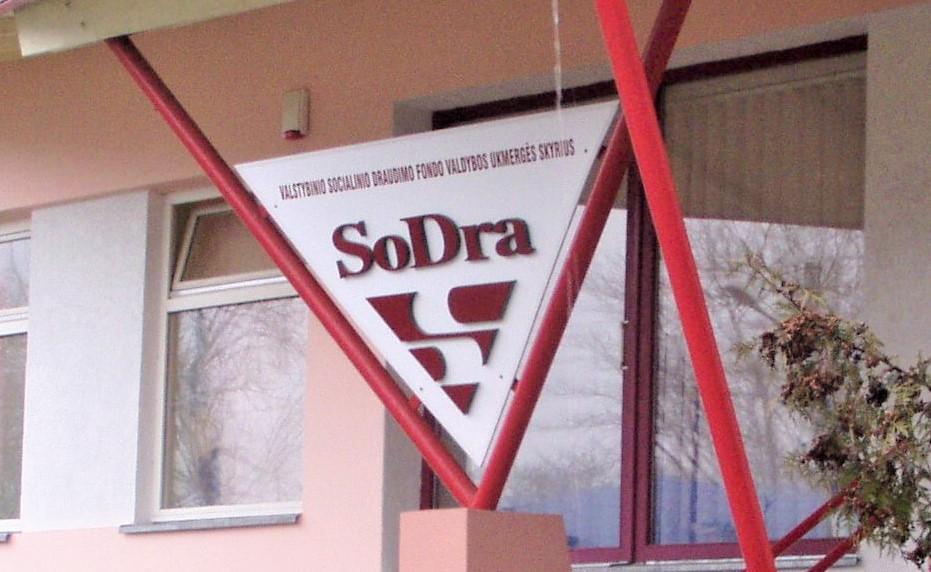 VALSTYBINIO SOCIALINIO DRAUDIMO FONDO VALDYBOS UKMERGĖS SKYRIUS
SoDra